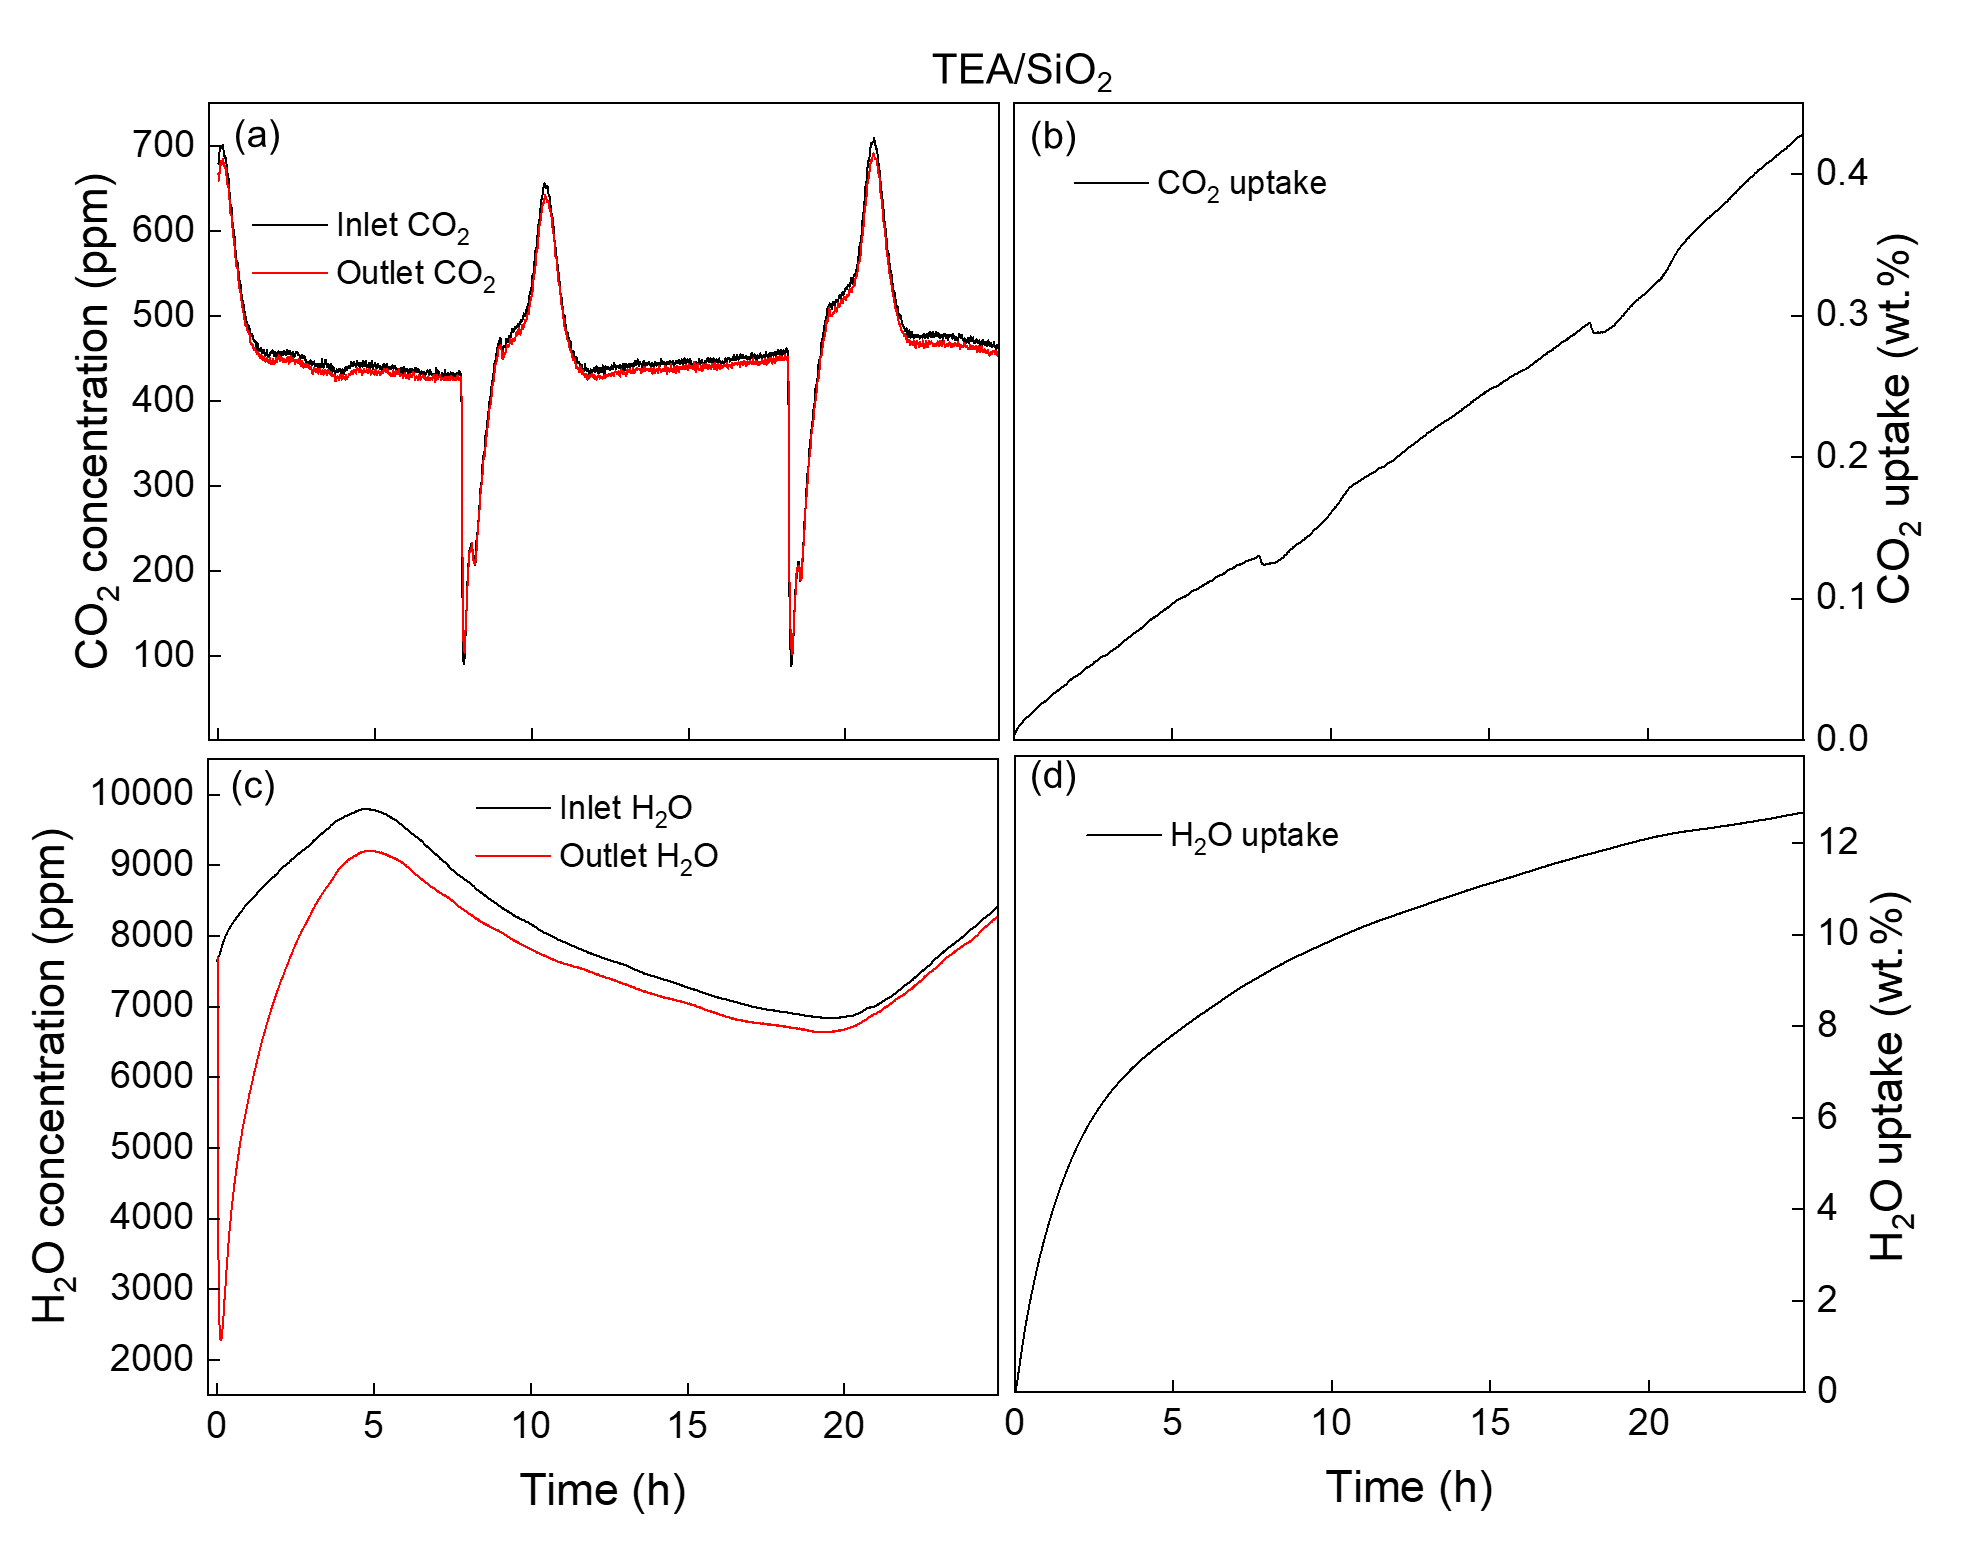 TEA/SiO₂
(a)
700
600
500
400
300
200
100
CO₂ concentration (ppm)
Inlet CO₂
Outlet CO₂
(b)
CO₂ uptake
0.4
0.3
0.2
0.1
0.0
CO₂ uptake (wt.%)
(c)
10000
9000
8000
7000
6000
5000
4000
3000
2000
H₂O concentration (ppm)
Inlet H₂O
Outlet H₂O
0 5 10 15 20
Time (h)
(d)
H₂O uptake
12
10
8
6
4
2
0
H₂O uptake (wt.%)
0 5 10 15 20
Time (h)